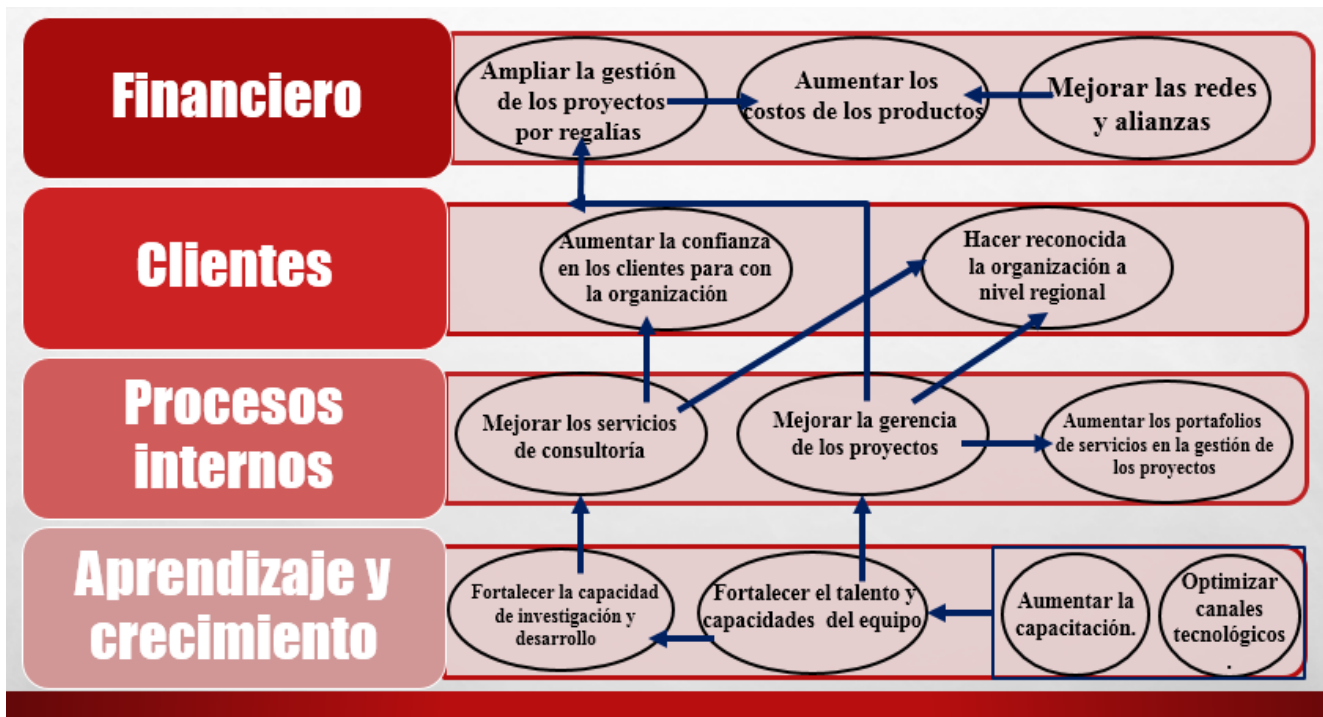 Financiero
Ampliar la gestión
de los proyectos
por regalías
Aumentar los
costos de los productos
Mejorar las redes
y alianzas
Clientes
Aumentar la confianza
en los clientes para con
la organización
Hacer reconocida
la organización a
nivel regional
Procesos
internos
Mejorar los servicios
de consultoría
Mejorar la gerencia
de los proyectos
Aumentar los portafolios
de servicios en la gestión de
los proyectos
Aprendizaje y
crecimiento
Fortalecer la capacidad
de investigación y
desarrollo
Fortalecer el talento y
capacidades del equipo
Aumentar la
capacitación.
Optimizar
canales
tecnológicos
.